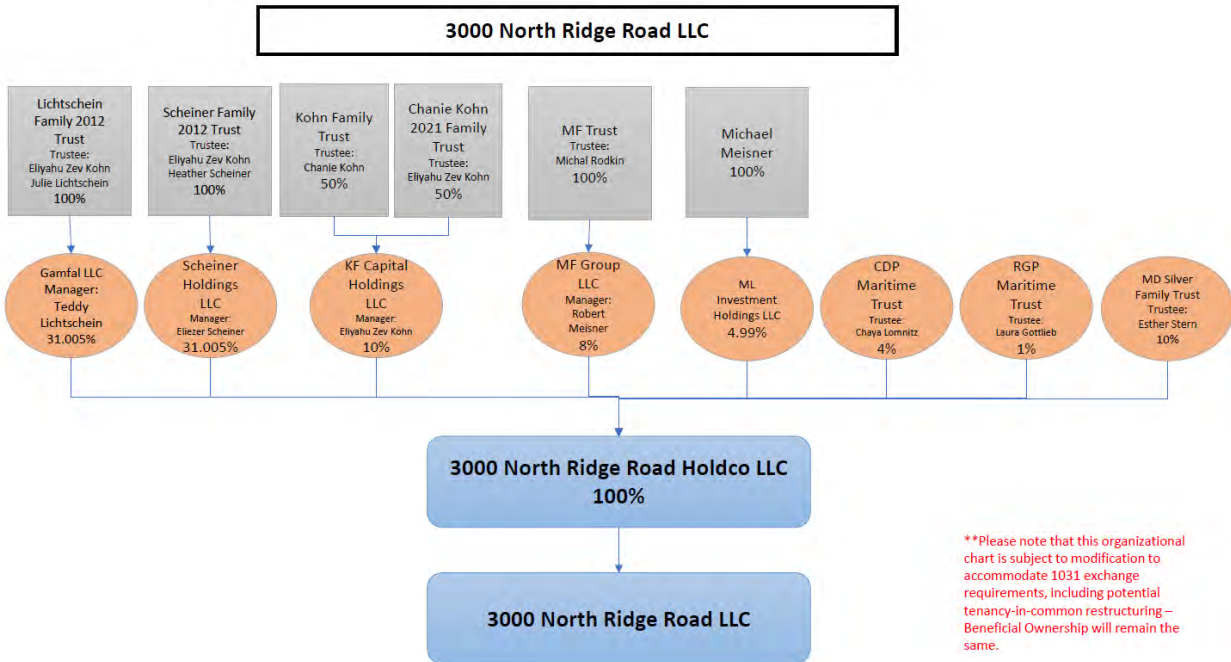 3000 North Ridge Road LLC
Lichtschein
Family 2012
Trust
Trustee:
Eliyahu Zev Kohn
Julie Lichtschein
100%
Scheiner Family
2012 Trust
Trustee:
Eliyahu Zev Kohn
Heather Scheiner
100%
Kohn Family
Trust
Trustee:
Chanie Kohn
50%
Chanie Kohn
2021 Family
Trust
Trustee:
Eliyahu Zev Kohn
50%
MF Trust
Trustee:
Michal Rodkin
100%
Michael
Meisner
100%
Gamfal LLC
Manager:
Teddy
Lichtschein
31.005%
Scheiner
Holdings
LLC
Manager:
Eliezer Scheiner
31.005%
KF Capital
Holdings
LLC
Manager:
Eliyahu Zev Kohn
10%
MF Group
LLC
Manager:
Robert
Meisner
8%
ML
Investment
Holdings LLC
4.99%
CDP
Maritime
Trust
Trustee:
Chaya Lomnitz
4%
RGP
Maritime
Trust
Trustee:
Laura Gottlieb
1%
MD Silver
Family Trust
Trustee:
Esther Stern
10%
3000 North Ridge Road Holdco LLC
100%
3000 North Ridge Road LLC
**Please note that this organizational
chart is subject to modification to
accommodate 1031 exchange
requirements, including potential
tenancy-in-common restructuring –
Beneficial Ownership will remain the
same.